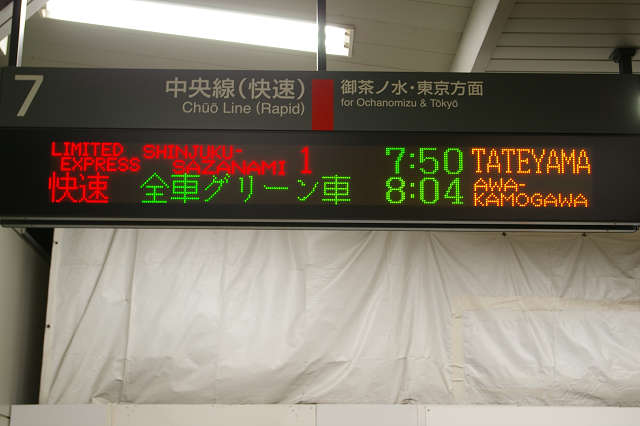 7
中央線(快速)
Chūō Line (Rapid)
御茶ノ水・東京方面
for Ochanomizu & Tōkyō
LIMITED EXPRESS SHINJUKU-SAZANAMI 1 7:50 TATEYAMA
快速 全車グリーン車 8:04 AWA-KAMOGAWA